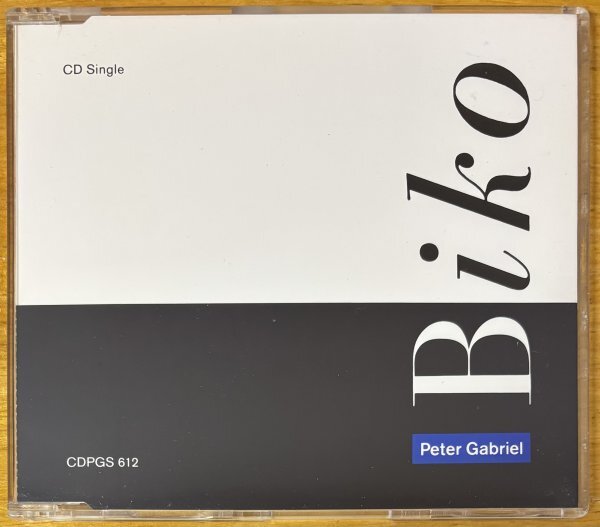 CD Single
Biko
Peter Gabriel
CDPGS 612